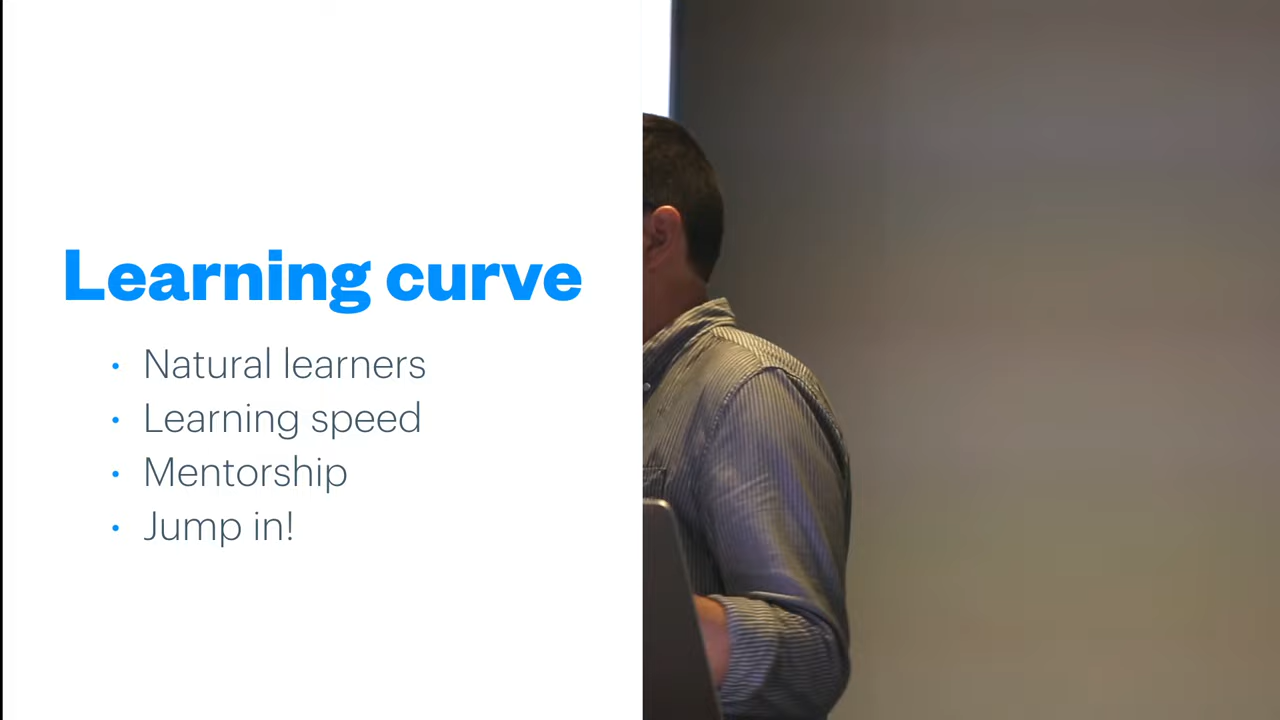 Learning curve
• Natural learners
• Learning speed
• Mentorship
• Jump in!